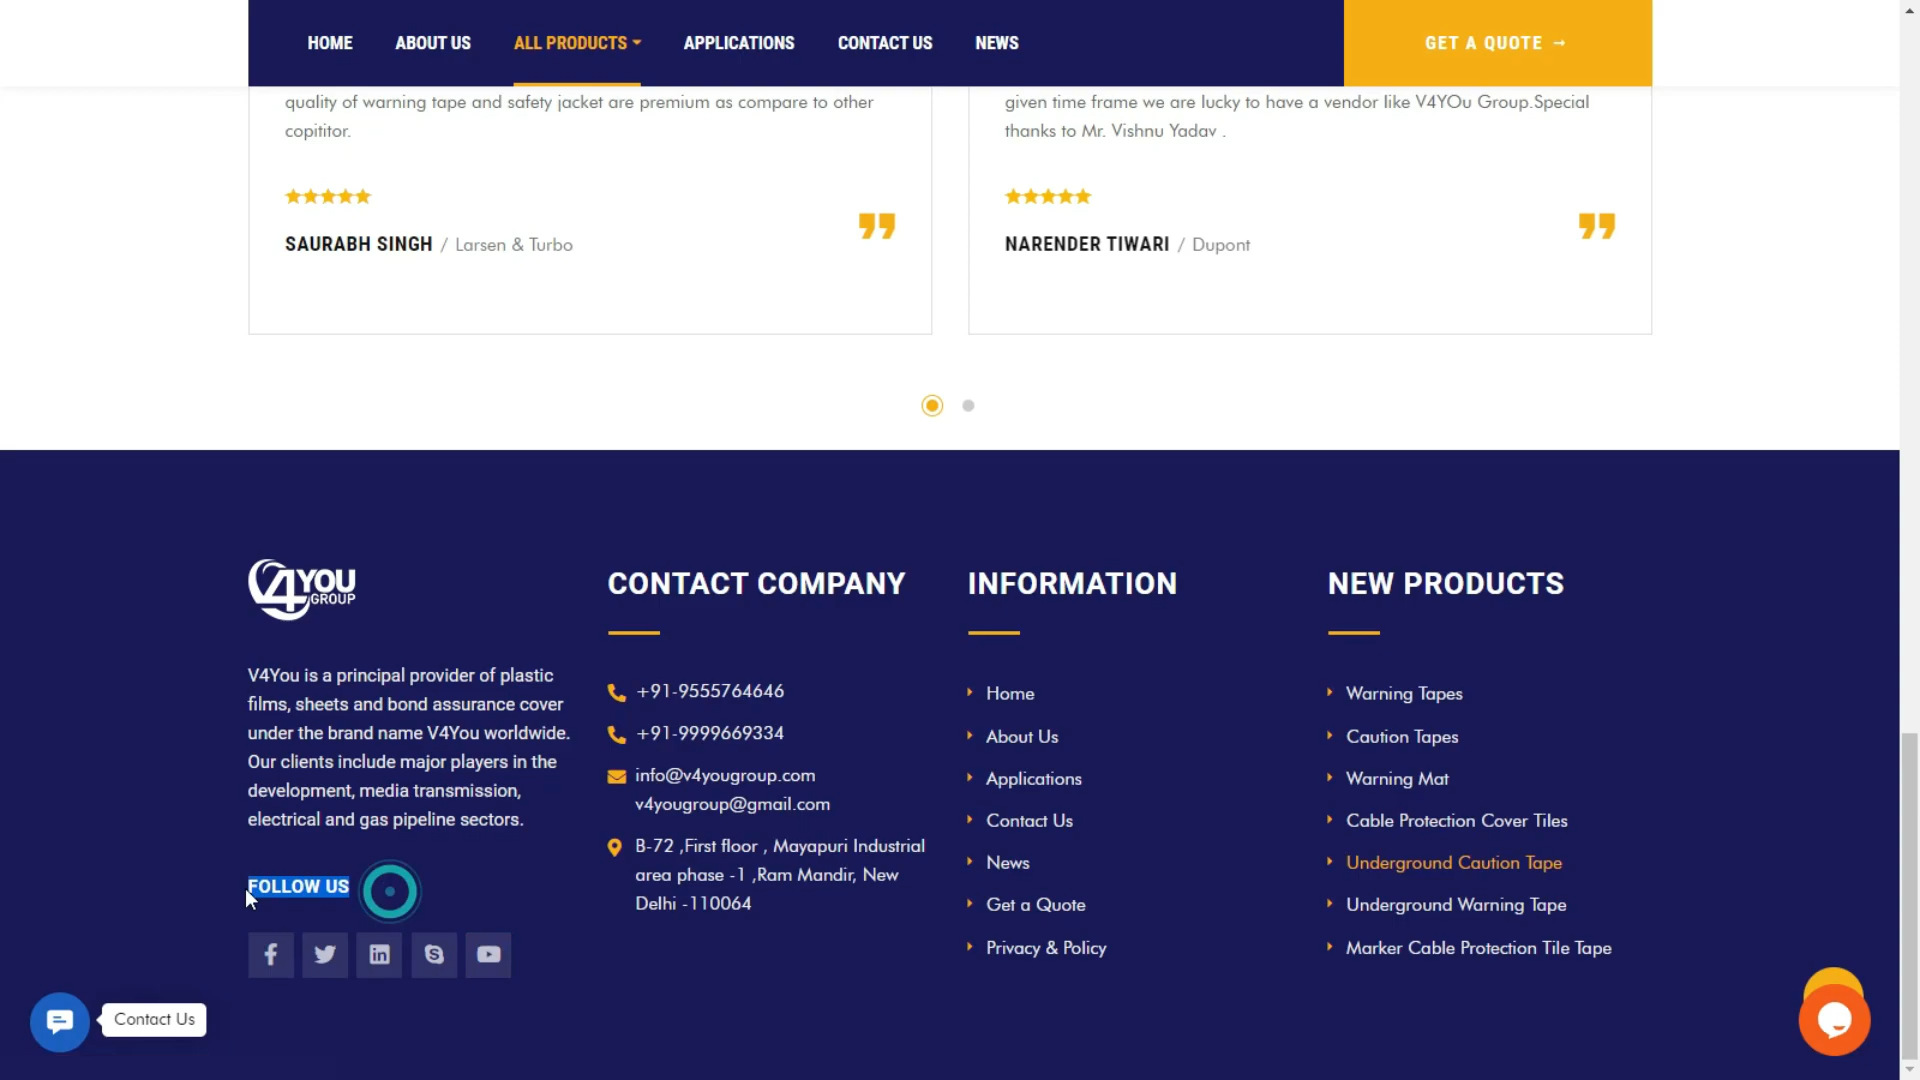 HOME
ABOUT US
ALL PRODUCTS
APPLICATIONS
CONTACT US
NEWS
GET A QUOTE →
quality of warning tape and safety jacket are premium as compare to other
copititor.
SAURABH SINGH / Larsen & Turbo
given time frame we are lucky to have a vendor like V4YOu Group.Special
thanks to Mr. Vishnu Yadav .
NARENDER TIWARI / Dupont
V4YOU
GROUP
V4You is a principal provider of plastic
films, sheets and bond assurance cover
under the brand name V4You worldwide.
Our clients include major players in the
development, media transmission,
electrical and gas pipeline sectors.
FOLLOW US
CONTACT COMPANY
+91-9555764646
+91-9999669334
info@v4yougroup.com
v4yougroup@gmail.com
B-72 ,First floor , Mayapuri Industrial
area phase -1 ,Ram Mandir, New
Delhi -110064
INFORMATION
Home
About Us
Applications
Contact Us
News
Get a Quote
Privacy & Policy
NEW PRODUCTS
Warning Tapes
Caution Tapes
Warning Mat
Cable Protection Cover Tiles
Underground Caution Tape
Underground Warning Tape
Marker Cable Protection Tile Tape
Contact Us